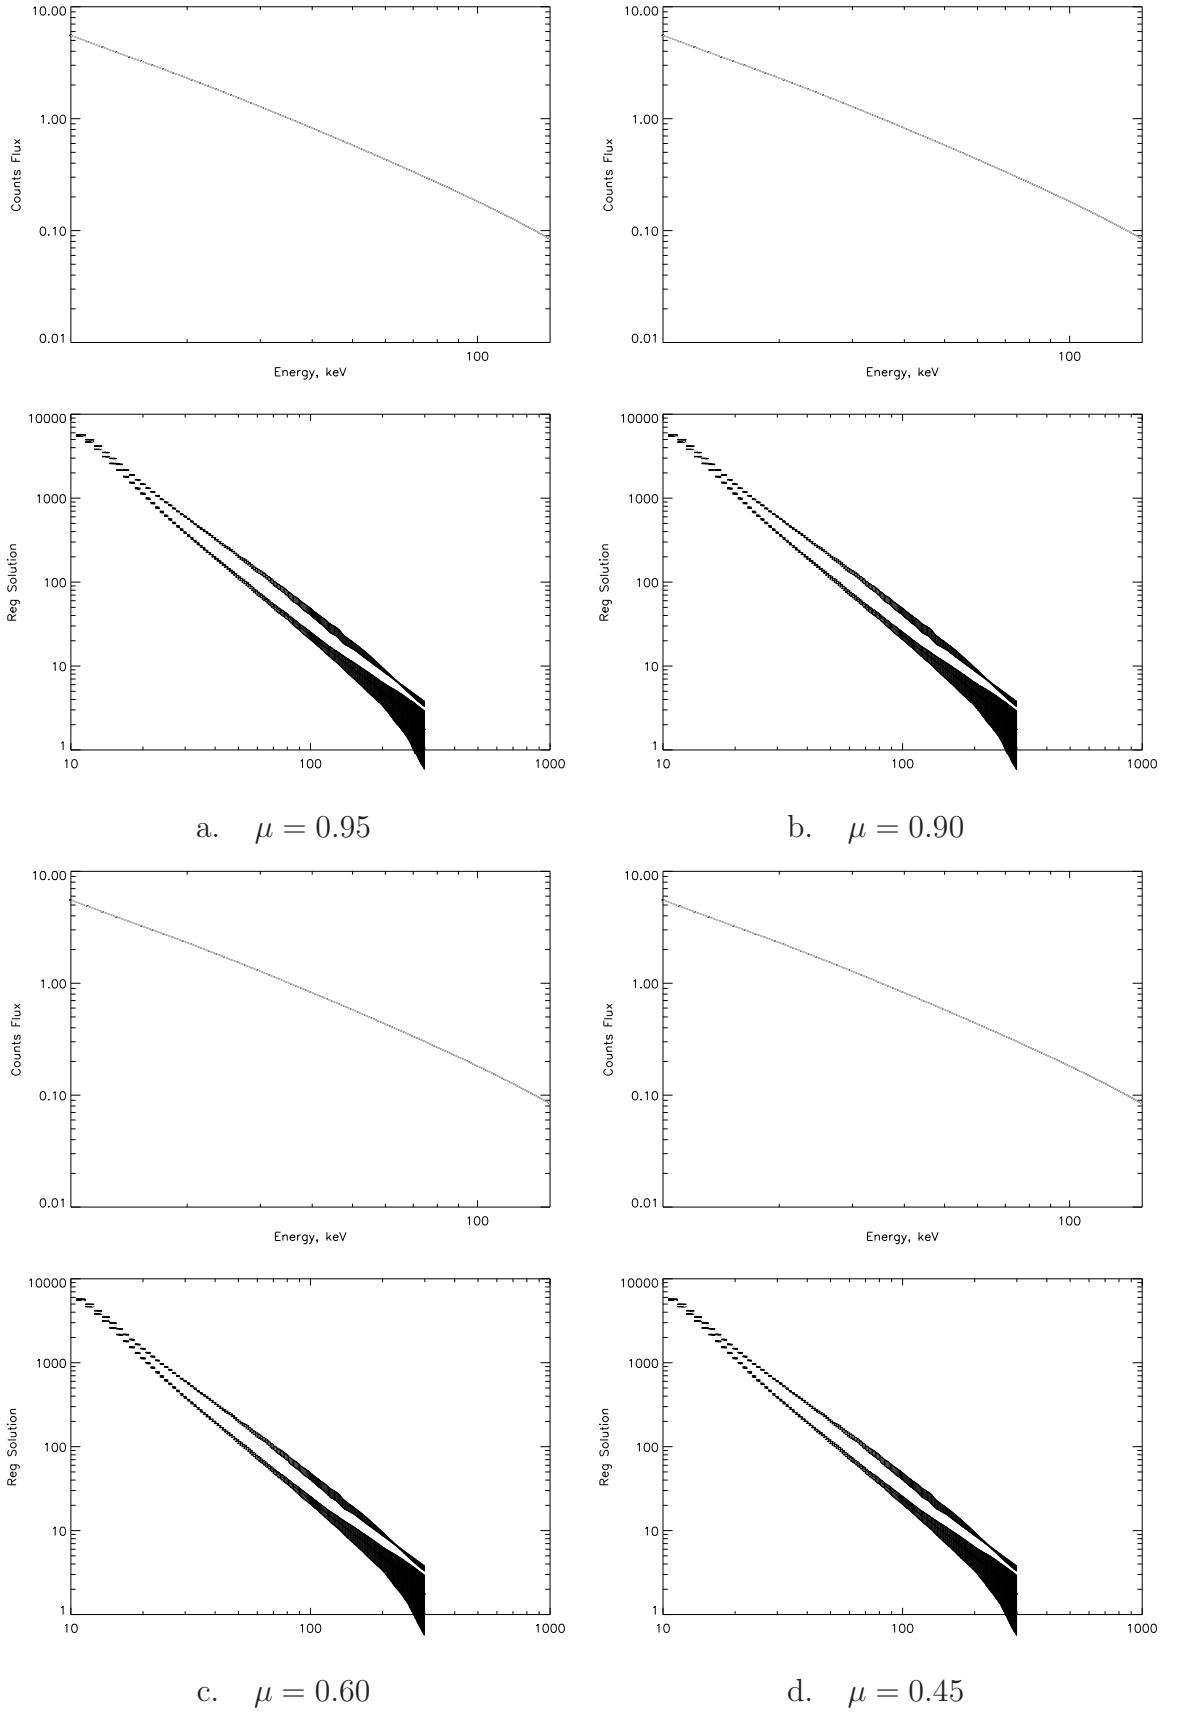 10.00
1.00
0.10
0.01
Counts Flux
100
Energy, keV
10000
1000
100
10
1
Reg Solution
10 100 1000
a. μ = 0.95
10.00
1.00
0.10
0.01
Counts Flux
100
Energy, keV
10000
1000
100
10
1
Reg Solution
10 100 1000
b. μ = 0.90
10.00
1.00
0.10
0.01
Counts Flux
100
Energy, keV
10000
1000
100
10
1
Reg Solution
10 100 1000
c. μ = 0.60
10.00
1.00
0.10
0.01
Counts Flux
100
Energy, keV
10000
1000
100
10
1
Reg Solution
10 100 1000
d. μ = 0.45